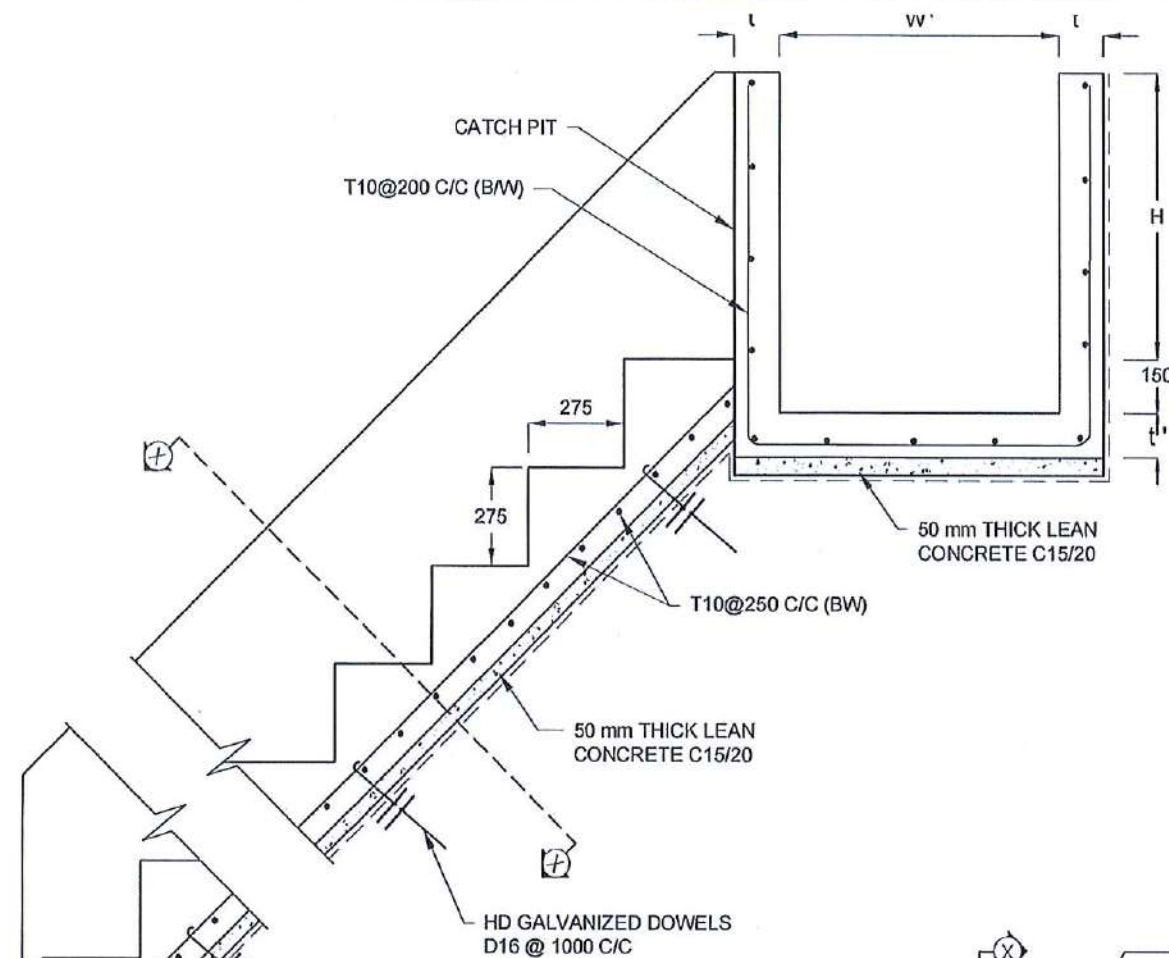 CATCH PIT
T10@200 C/C (B/W)
H
150
275
275
50 mm THICK LEAN
CONCRETE C15/20
T10@250 C/C (BW)
50 mm THICK LEAN
CONCRETE C15/20
HD GALVANIZED DOWELS
D16 @ 1000 C/C
X